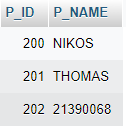 P_ID P_NAME
200 NIKOS
201 THOMAS
202 21390068